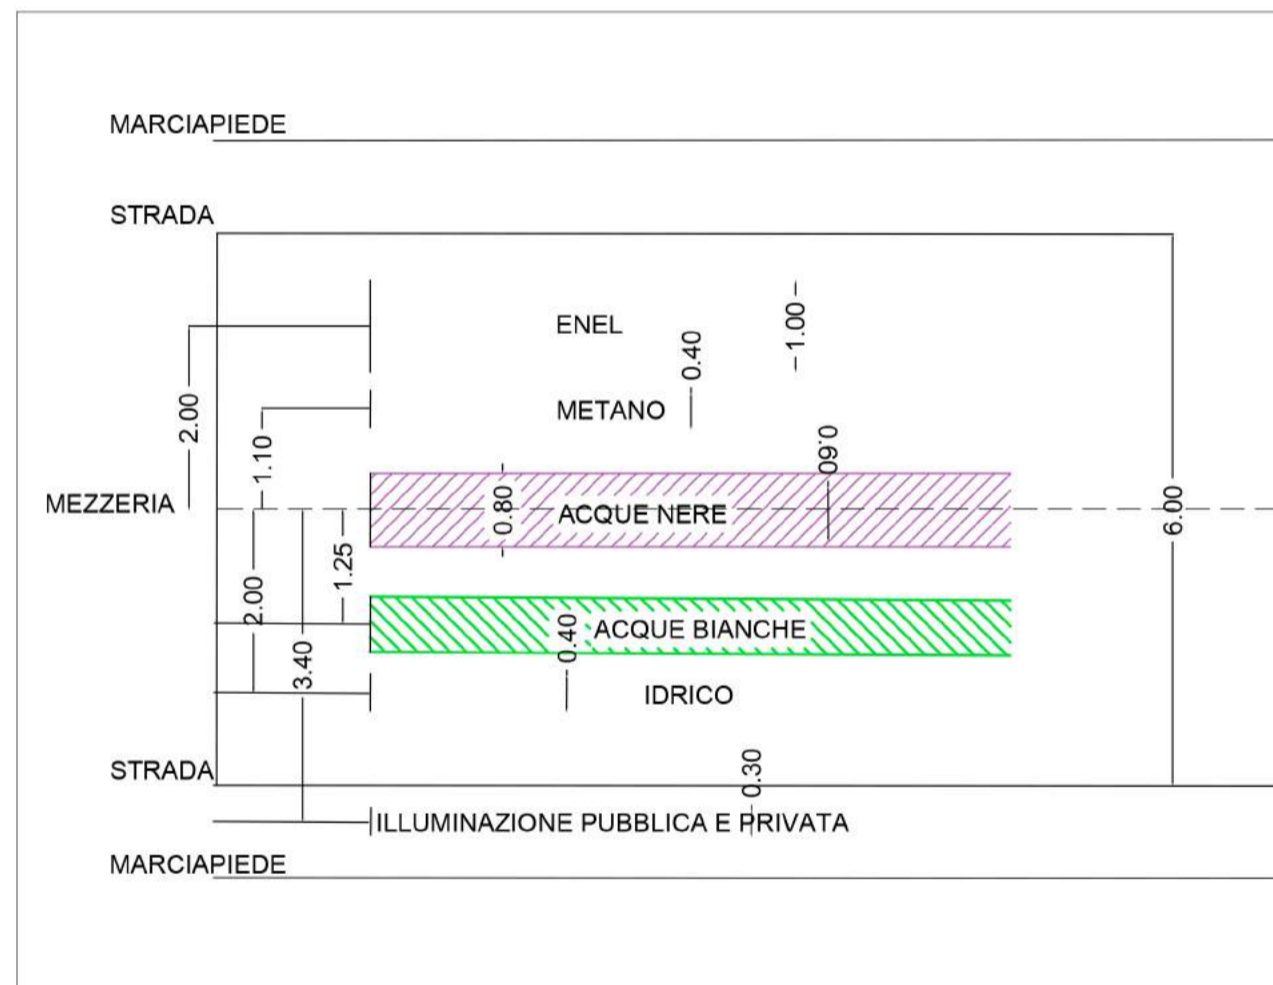 MARCIAPIEDE
STRADA
ENEL
1.00
0.40
METANO
2.00
1.10
0.60
MEZZERIA
0.80
ACQUE NERE
6.00
1.25
2.00
ACQUE BIANCHE
0.40
3.40
IDRICO
STRADA
0.30
ILLUMINAZIONE PUBBLICA E PRIVATA
MARCIAPIEDE